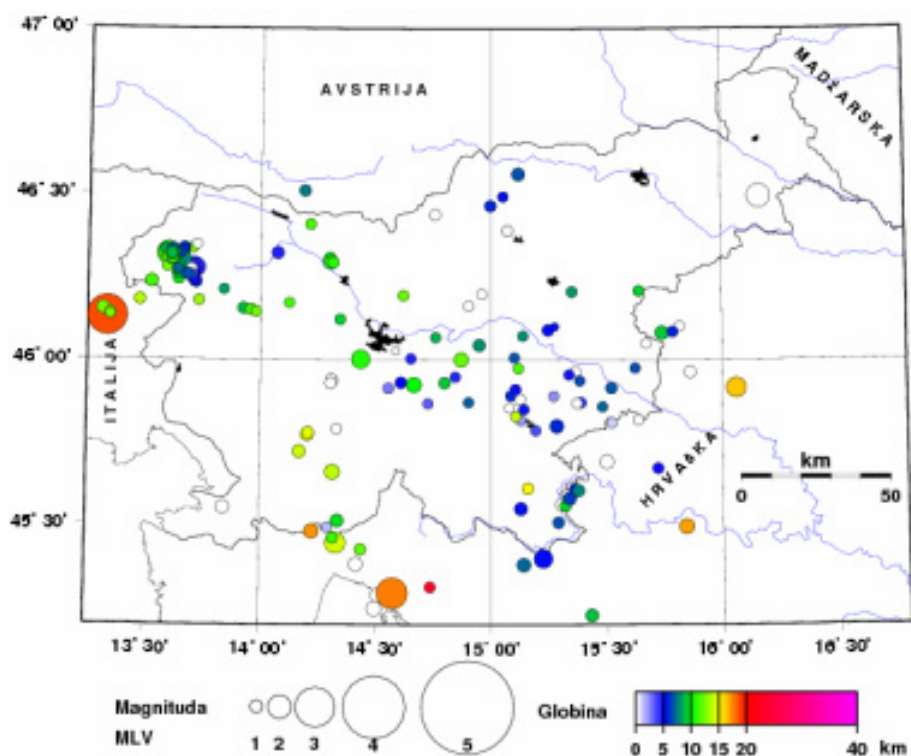 47° 00'
AVSTRIJA
MADŽARSKA
46° 30'
46° 00'
ITALIJA
HRVAŠKA
km
0 50
45° 30'
13° 30' 14° 00' 14° 30' 15° 00' 15° 30' 16° 00' 16° 30'
Magnituda
MLV
1 2 3 4 5
Globina
0 5 10 15 20 40 km